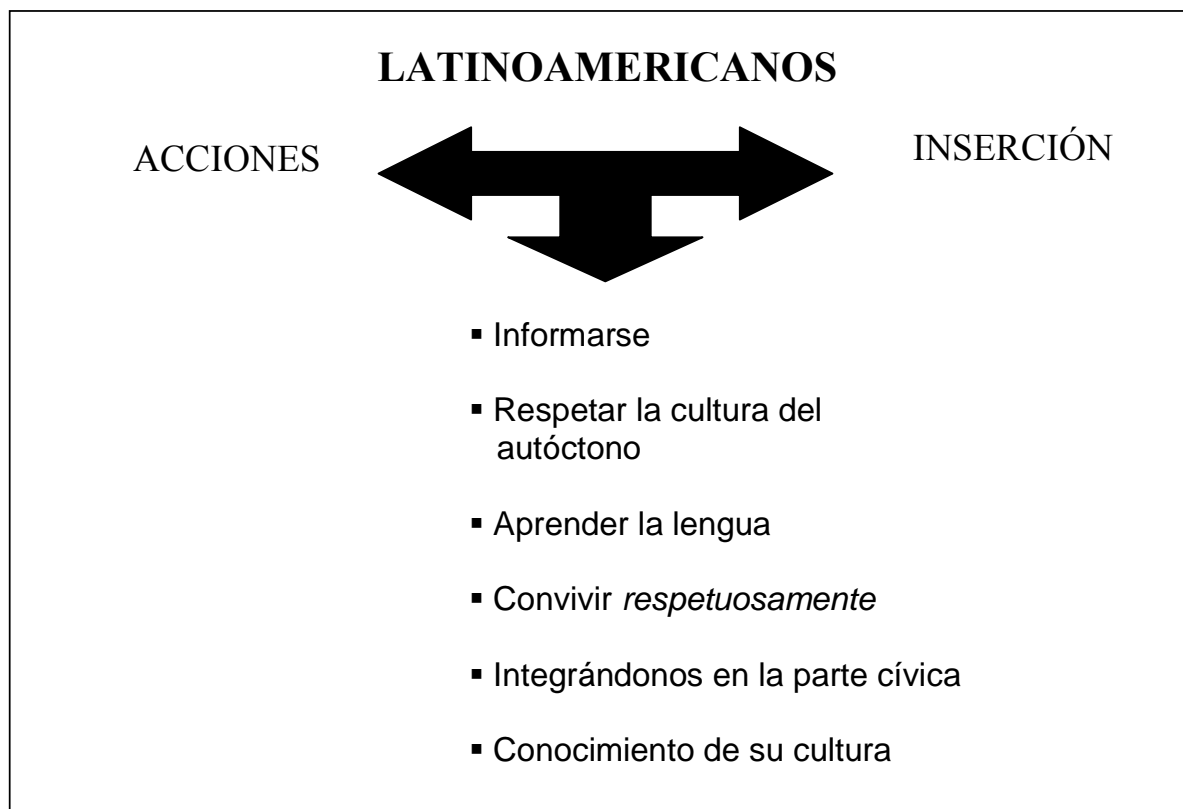 LATINOAMERICANOS
ACCIONES
INSERCIÓN
▪ Informarse
▪ Respetar la cultura del
autóctono
▪ Aprender la lengua
▪ Convivir respetuosamente
▪ Integrándonos en la parte cívica
▪ Conocimiento de su cultura